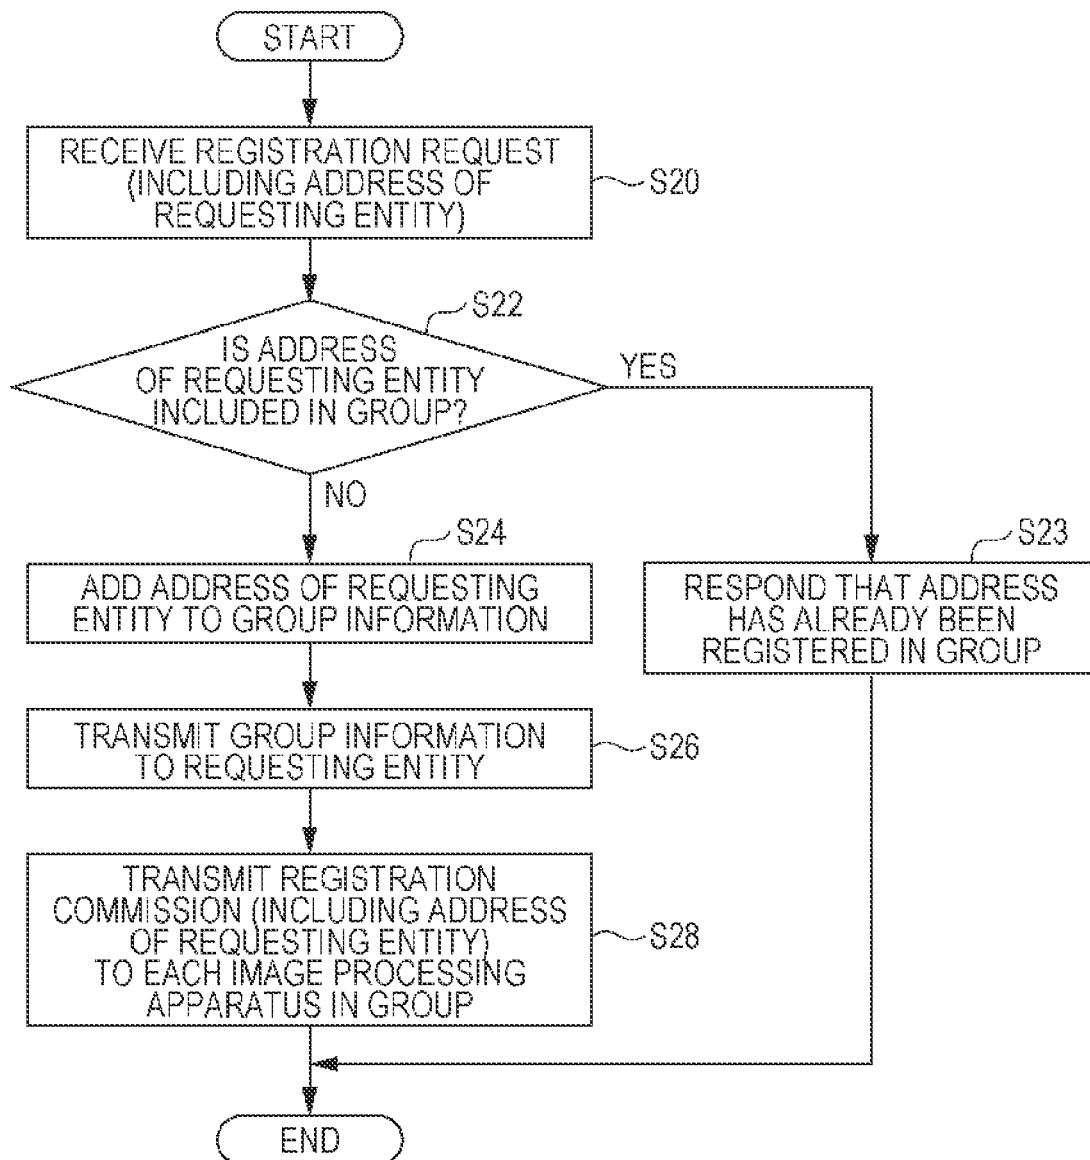 START
RECEIVE REGISTRATION REQUEST
(INCLUDING ADDRESS OF
REQUESTING ENTITY)
S20
S22
IS ADDRESS
OF REQUESTING ENTITY
INCLUDED IN GROUP?
YES
NO
S24
ADD ADDRESS OF REQUESTING
ENTITY TO GROUP INFORMATION
S23
RESPOND THAT ADDRESS
HAS ALREADY BEEN
REGISTERED IN GROUP
TRANSMIT GROUP INFORMATION
TO REQUESTING ENTITY
S26
TRANSMIT REGISTRATION
COMMISSION (INCLUDING ADDRESS
OF REQUESTING ENTITY)
TO EACH IMAGE PROCESSING
APPARATUS IN GROUP
S28
END